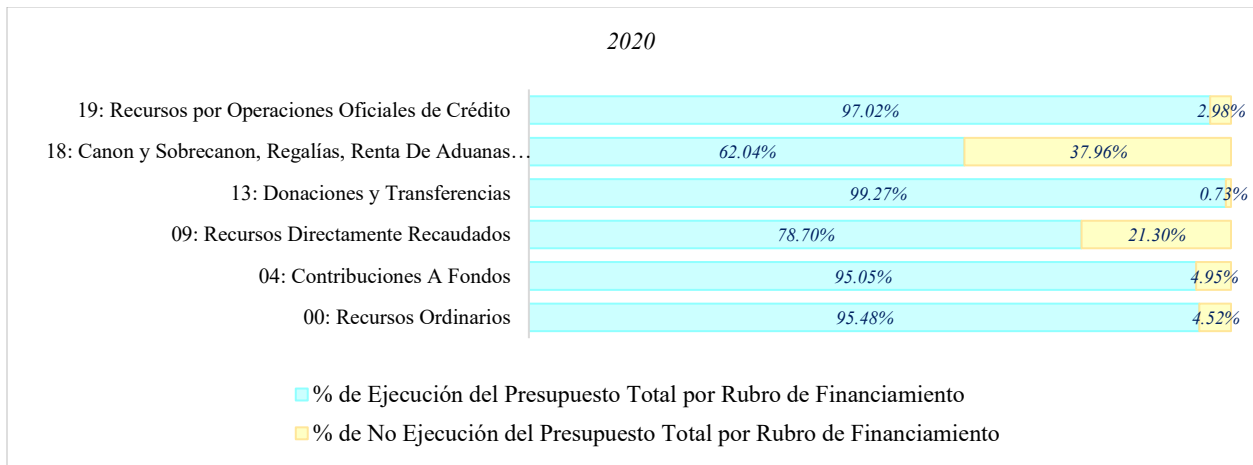 2020
19: Recursos por Operaciones Oficiales de Crédito 97.02% 2.98%
18: Canon y Sobrecanon, Regalías, Renta De Aduanas… 62.04% 37.96%
13: Donaciones y Transferencias 99.27% 0.73%
09: Recursos Directamente Recaudados 78.70% 21.30%
04: Contribuciones A Fondos 95.05% 4.95%
00: Recursos Ordinarios 95.48% 4.52%
% de Ejecución del Presupuesto Total por Rubro de Financiamiento
% de No Ejecución del Presupuesto Total por Rubro de Financiamiento